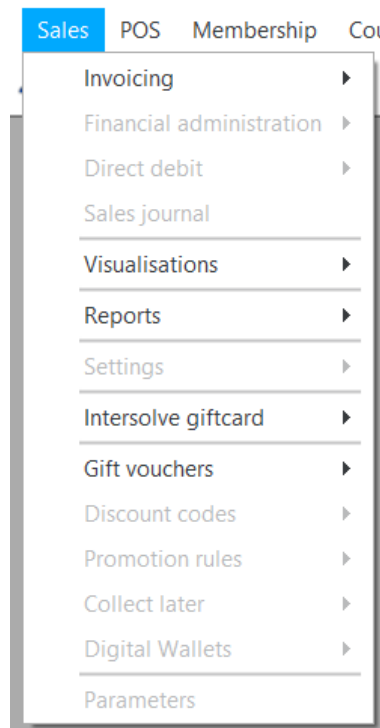 Sales POS Membership
Invoicing
Financial administration
Direct debit
Sales journal
Visualisations
Reports
Settings
Intersolve giftcard
Gift vouchers
Discount codes
Promotion rules
Collect later
Digital Wallets
Parameters